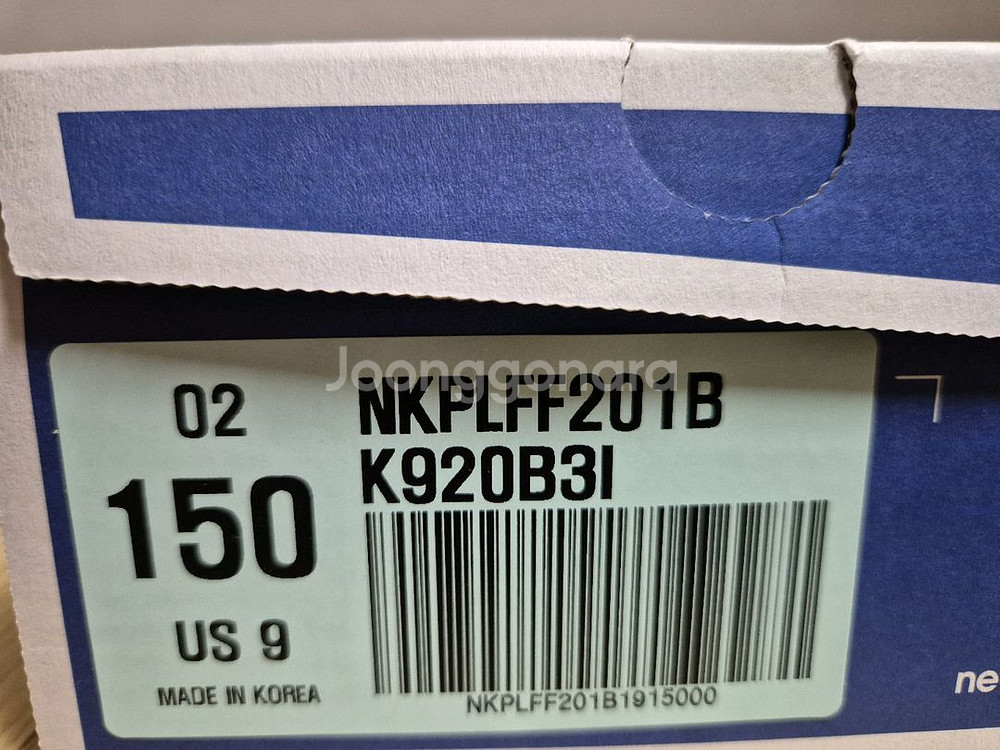 Joonggonara
02
NKPLFF201B
K920B3I
150
US 9
MADE IN KOREA
NKPLFF201B1915000
ne